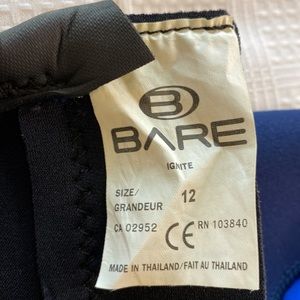 B
BARE
IGNITE
SIZE/
GRANDEUR 12
CA 02952 CE RN 103840
MADE IN THAILAND/FAIT AU THAILAND